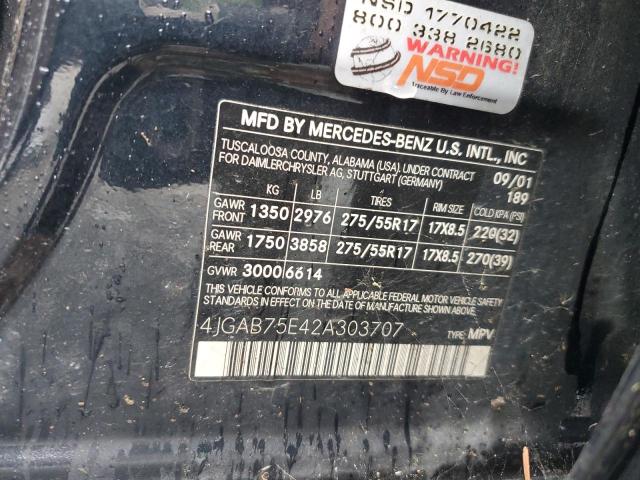 NSD 1770422
800 338 2680
WARNING!
NSD
Traceable By Law Enforcement
MFD BY MERCEDES-BENZ U.S. INTL., INC
TUSCALOOSA COUNTY, ALABAMA (USA). UNDER CONTRACT
FOR DAIMLERCHRYSLER AG, STUTTGART (GERMANY)
09/01
189
KG LB TIRES RIM SIZE COLD KPA (PSI)
GAWR FRONT 1350 2976 275/55R17 17X8.5 220(32)
GAWR REAR 1750 3858 275/55R17 17X8.5 270(39)
GVWR 3000 6614
THIS VEHICLE CONFORMS TO ALL APPLICABLE FEDERAL MOTOR VEHICLE SAFETY
STANDARDS IN EFFECT ON THE DATE OF MANUFACTURE SHOWN ABOVE.
4JGAB75E42A303707 TYPE: MPV